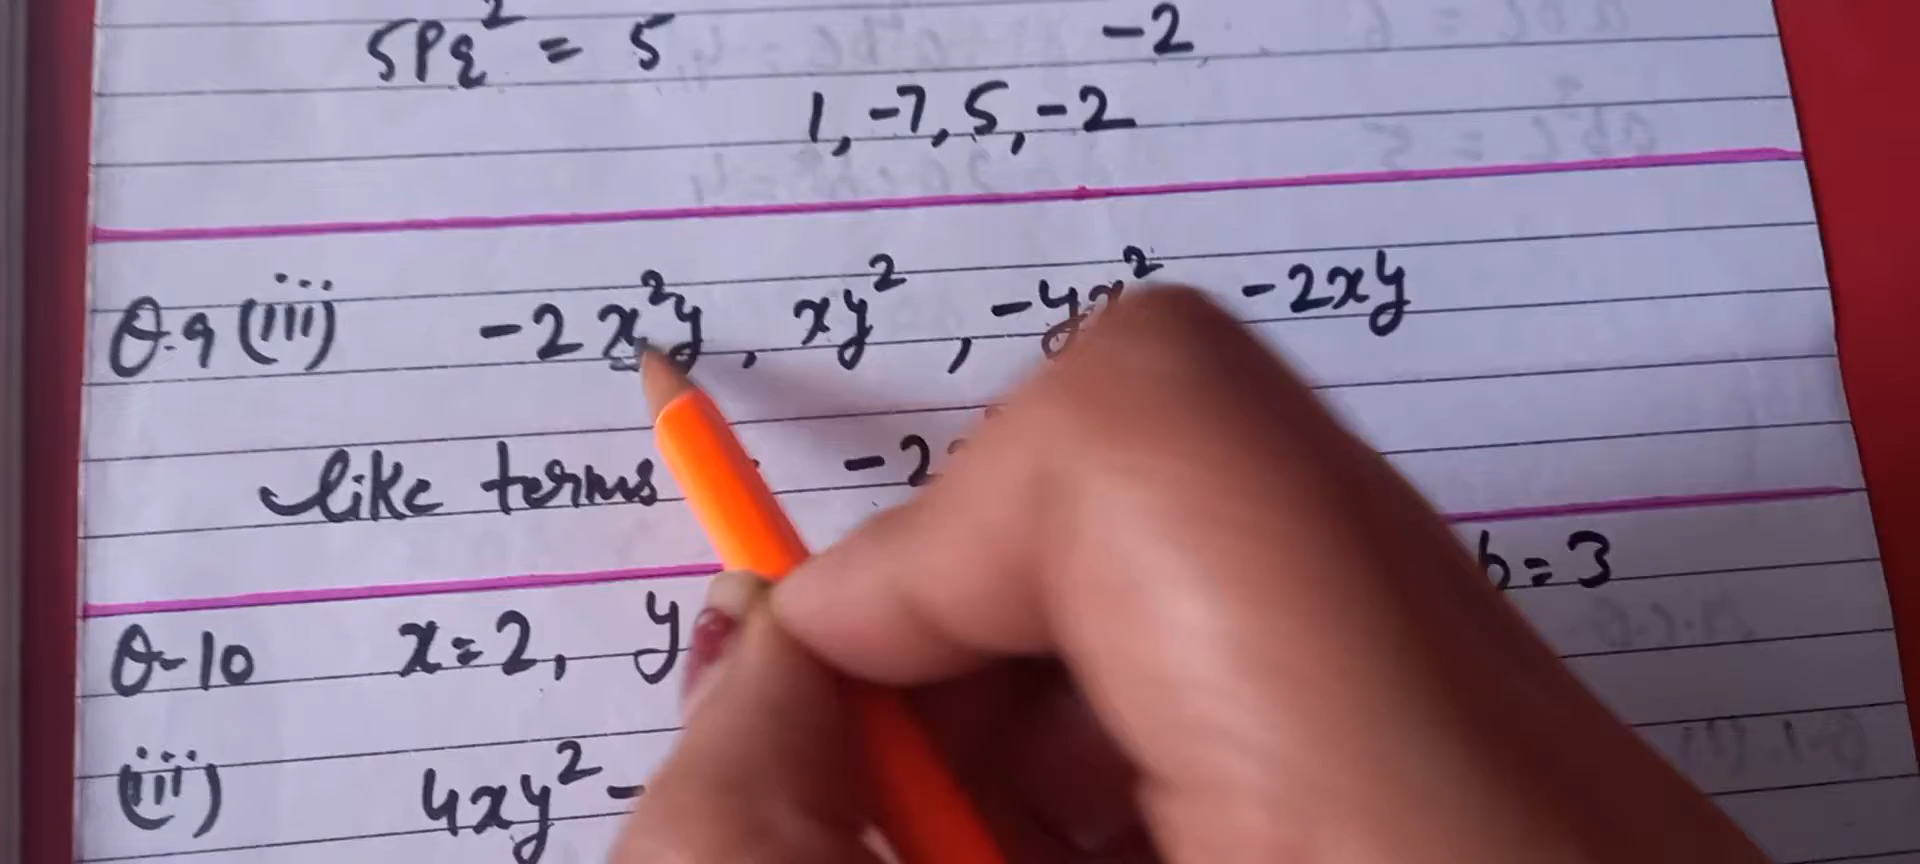 5pq² = 5
-2
1, -7, 5, -2
Q.9 (iii) -2x²y, xy², -yx² -2xy
like terms -2
b=3
Q-10 x=2, y
(iii) 4xy² -